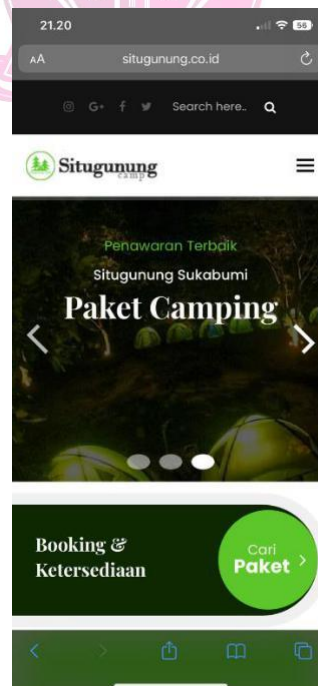 21.20
56
AA situgunung.co.id
G+ f Search here..
Situgunung
camp
Penawaran Terbaik
Situgunung Sukabumi
Paket Camping
Booking &
Ketersediaan
Cari
Paket